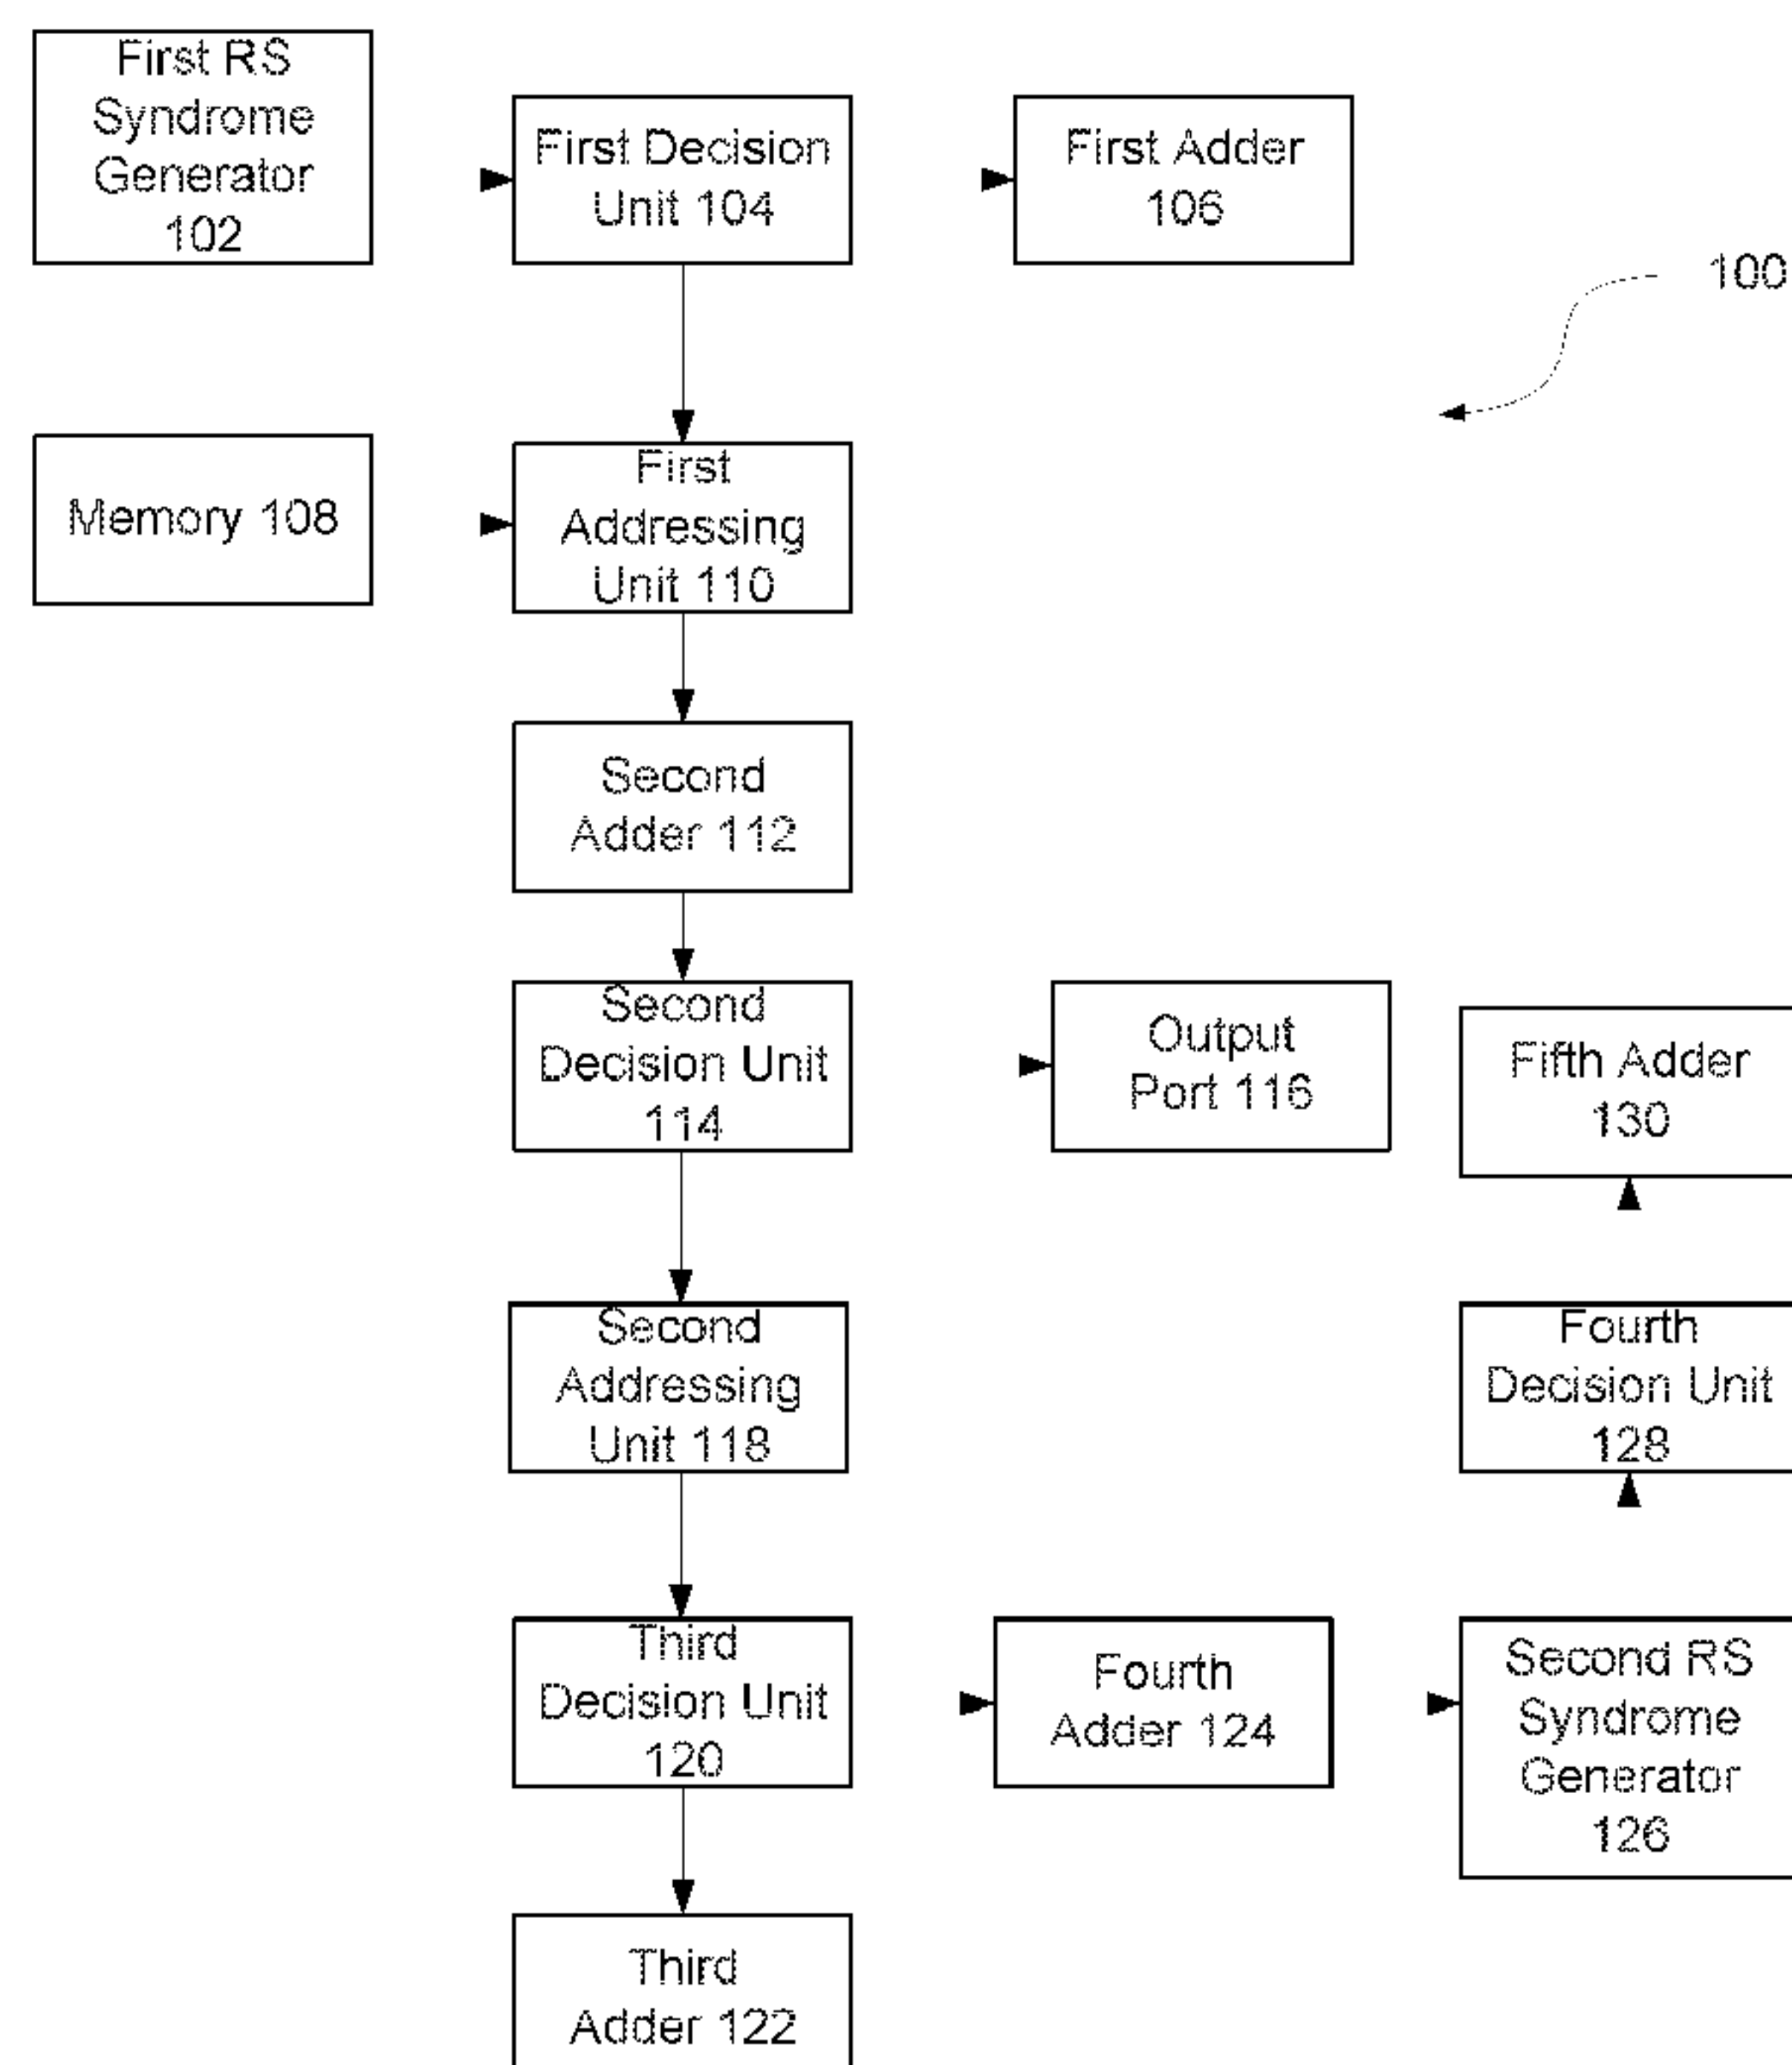 First RS
Syndrome
Generator
102
First Decision
Unit 104
First Adder
106
100
Memory 108
First
Addressing
Unit 110
Second
Adder 112
Second
Decision Unit
114
Output
Port 116
Fifth Adder
130
Second
Addressing
Unit 118
Fourth
Decision Unit
128
Third
Decision Unit
120
Fourth
Adder 124
Second RS
Syndrome
Generator
126
Third
Adder 122